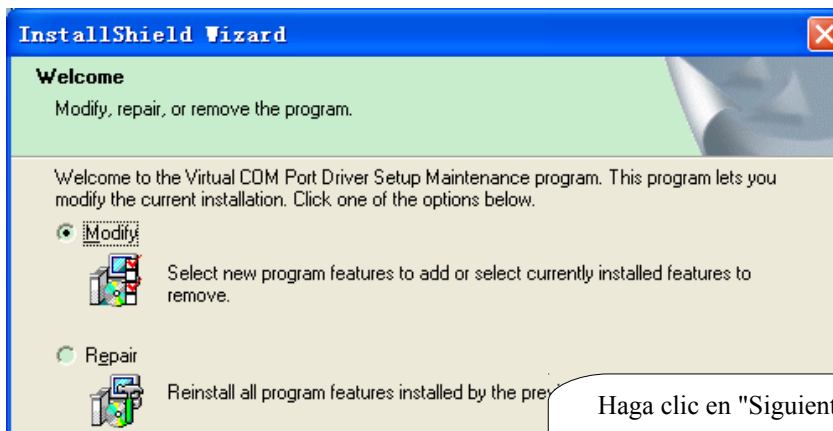 InstallShield Wizard
Welcome
Modify, repair, or remove the program.
Welcome to the Virtual COM Port Driver Setup Maintenance program. This program lets you
modify the current installation. Click one of the options below.
Modify
Select new program features to add or select currently installed features to
remove.
Repair
Reinstall all program features installed by the
Haga clic en